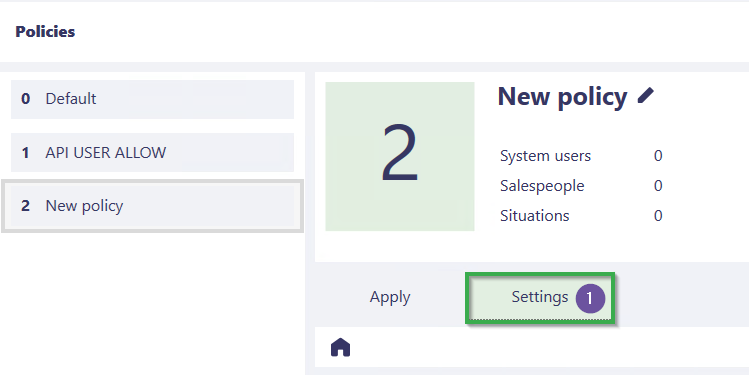 Policies
0 Default
1 API USER ALLOW
2 New policy
2
New policy
System users 0
Salespeople 0
Situations 0
Apply
Settings 1